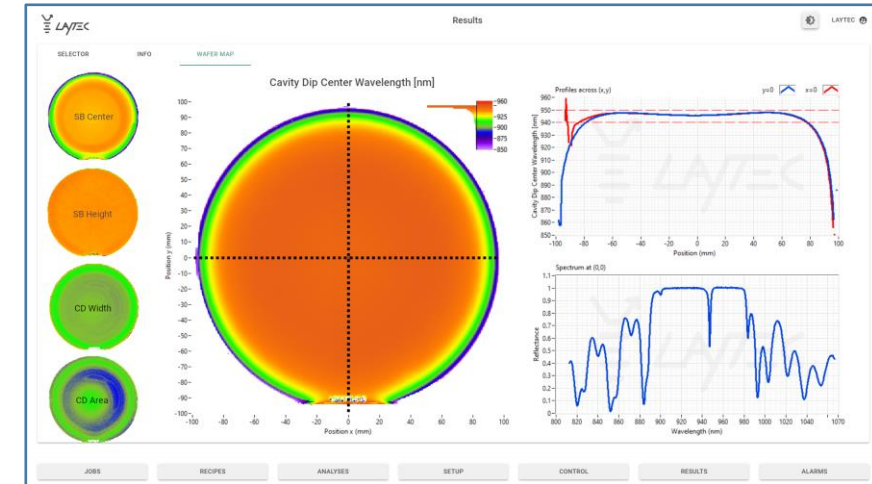 LAYTEC
Results
LAYTEC
SELECTOR
INFO
WAFER MAP
SB Center
SB Height
CD Width
CD Area
Cavity Dip Center Wavelength [nm]
100-
90-
80-
70-
60-
50-
40-
30-
20-
10-
0-
-10-
-20-
-30-
-40-
-50-
-60-
-70-
-80-
-90-
-100-
Position y (mm)
-100 -80 -60 -40 -20 0 20 40 60 80 100
Position x (mm)
-960
-925
-900
-875
-850
Profiles across (x,y)
y=0
x=0
960-
950-
940-
930-
920-
910-
900-
890-
880-
870-
860-
850-
Cavity Dip Center Wavelength [nm]
-100 -80 -60 -40 -20 0 20 40 60 80 100
Position (mm)
LAYTEC
Spectrum at (0,0)
1,1-
1-
0.9-
0.8-
0.7-
0.6-
0.5-
0.4-
0.3-
0.2-
0.1-
0-
Reflectance
800 820 840 860 880 900 920 940 960 980 1000 1020 1040 1070
Wavelength (nm)
LAYTEC
JOBS
RECIPES
ANALYSES
SETUP
CONTROL
RESULTS
ALARMS